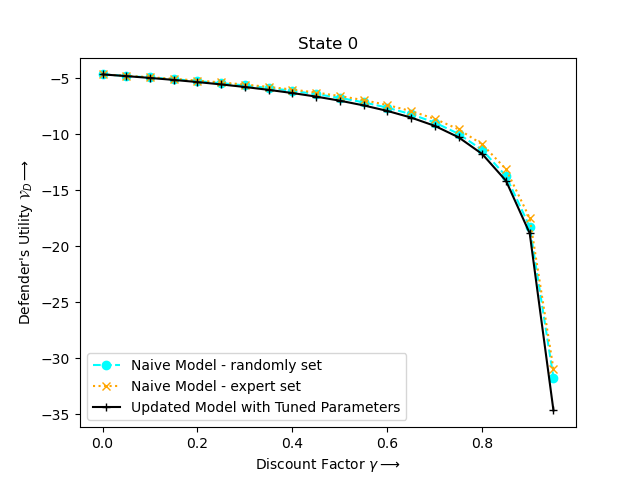 State 0
Defender's Utility 𝒱_D ⟶
−5
−10
−15
−20
−25
−30
−35
Naive Model - randomly set
Naive Model - expert set
Updated Model with Tuned Parameters
0.0 0.2 0.4 0.6 0.8
Discount Factor γ ⟶